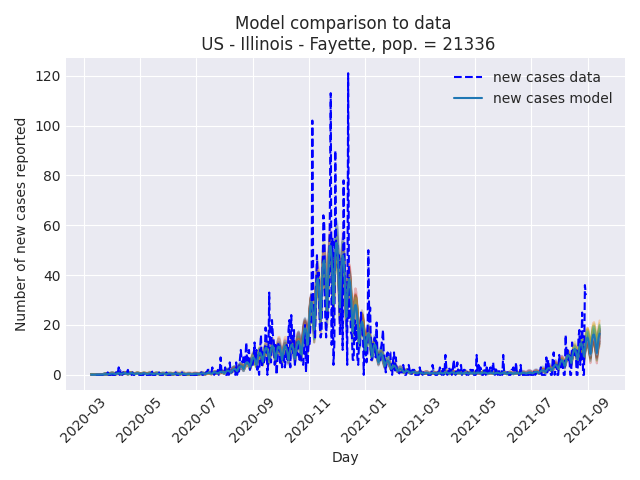 Model comparison to data
US - Illinois - Fayette, pop. = 21336
new cases data
new cases model
Number of new cases reported
120
100
80
60
40
20
0
2020-03
2020-05
2020-07
2020-09
2020-11
2021-01
2021-03
2021-05
2021-07
2021-09
Day